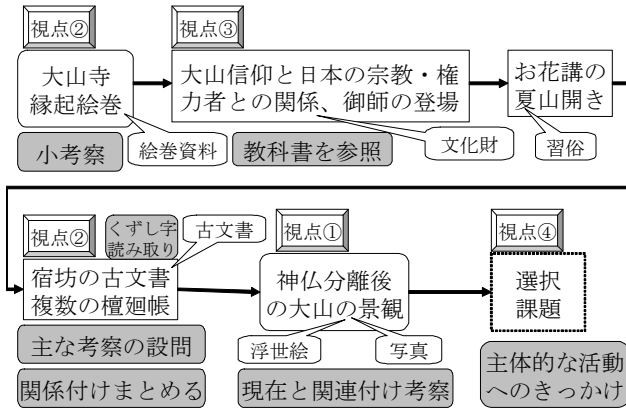 視点②
視点③
大山寺
縁起絵巻
大山信仰と日本の宗教・権
力者との関係、御師の登場
お花講の
夏山開き
小考察
絵巻資料
教科書を参照
文化財
習俗
視点②
くずし字
読み取り
古文書
視点①
視点④
宿坊の古文書
複数の檀廻帳
神仏分離後
の大山の景観
選択
課題
主な考察の設問
浮世絵
写真
関係付けまとめる
現在と関連付け考察
主体的な活動
へのきっかけ